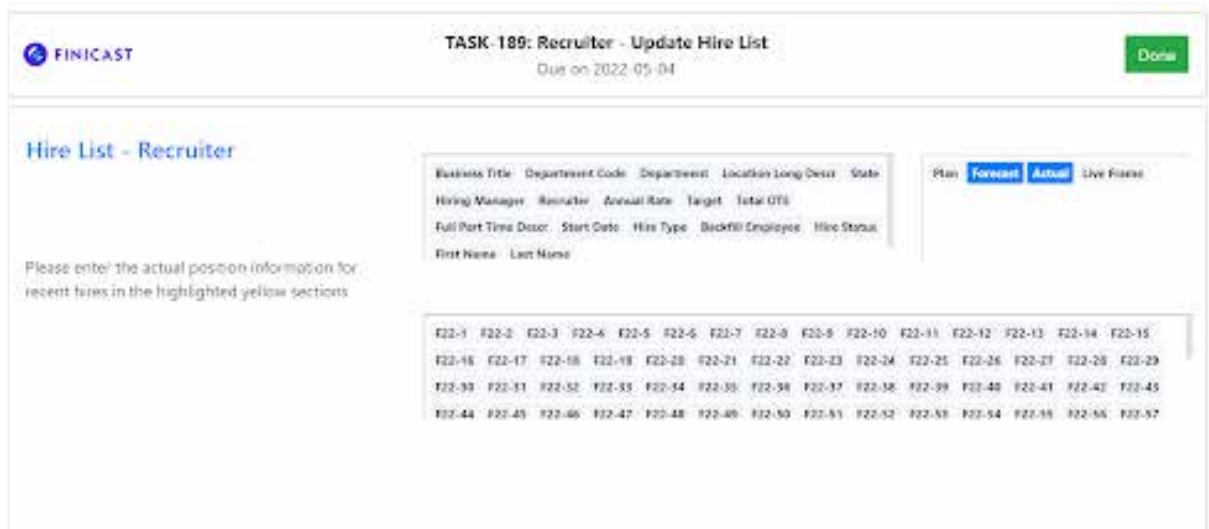 FINICAST
TASK-189: Recruiter - Update Hire List
Due on 2022-05-04
Done
Hire List - Recruiter
Please enter the actual position information for
recent hires in the highlighted yellow sections
Business Title Department Code Department Location Long Descr State
Hiring Manager Recruiter Annual Rate Target Total OTE
Full Part Time Descr Start Date Hire Type Backfill Employee Hire Status
First Name Last Name
Plan Forecast Actual Live Frame
F22-1 F22-2 F22-3 F22-4 F22-5 F22-6 F22-7 F22-8 F22-9 F22-10 F22-11 F22-12 F22-13 F22-14 F22-15
F22-16 F22-17 F22-18 F22-19 F22-20 F22-21 F22-22 F22-23 F22-24 F22-25 F22-26 F22-27 F22-28 F22-29
F22-30 F22-31 F22-32 F22-33 F22-34 F22-35 F22-36 F22-37 F22-38 F22-39 F22-40 F22-41 F22-42 F22-43
F22-44 F22-45 F22-46 F22-47 F22-48 F22-49 F22-50 F22-51 F22-52 F22-53 F22-54 F22-55 F22-56 F22-57